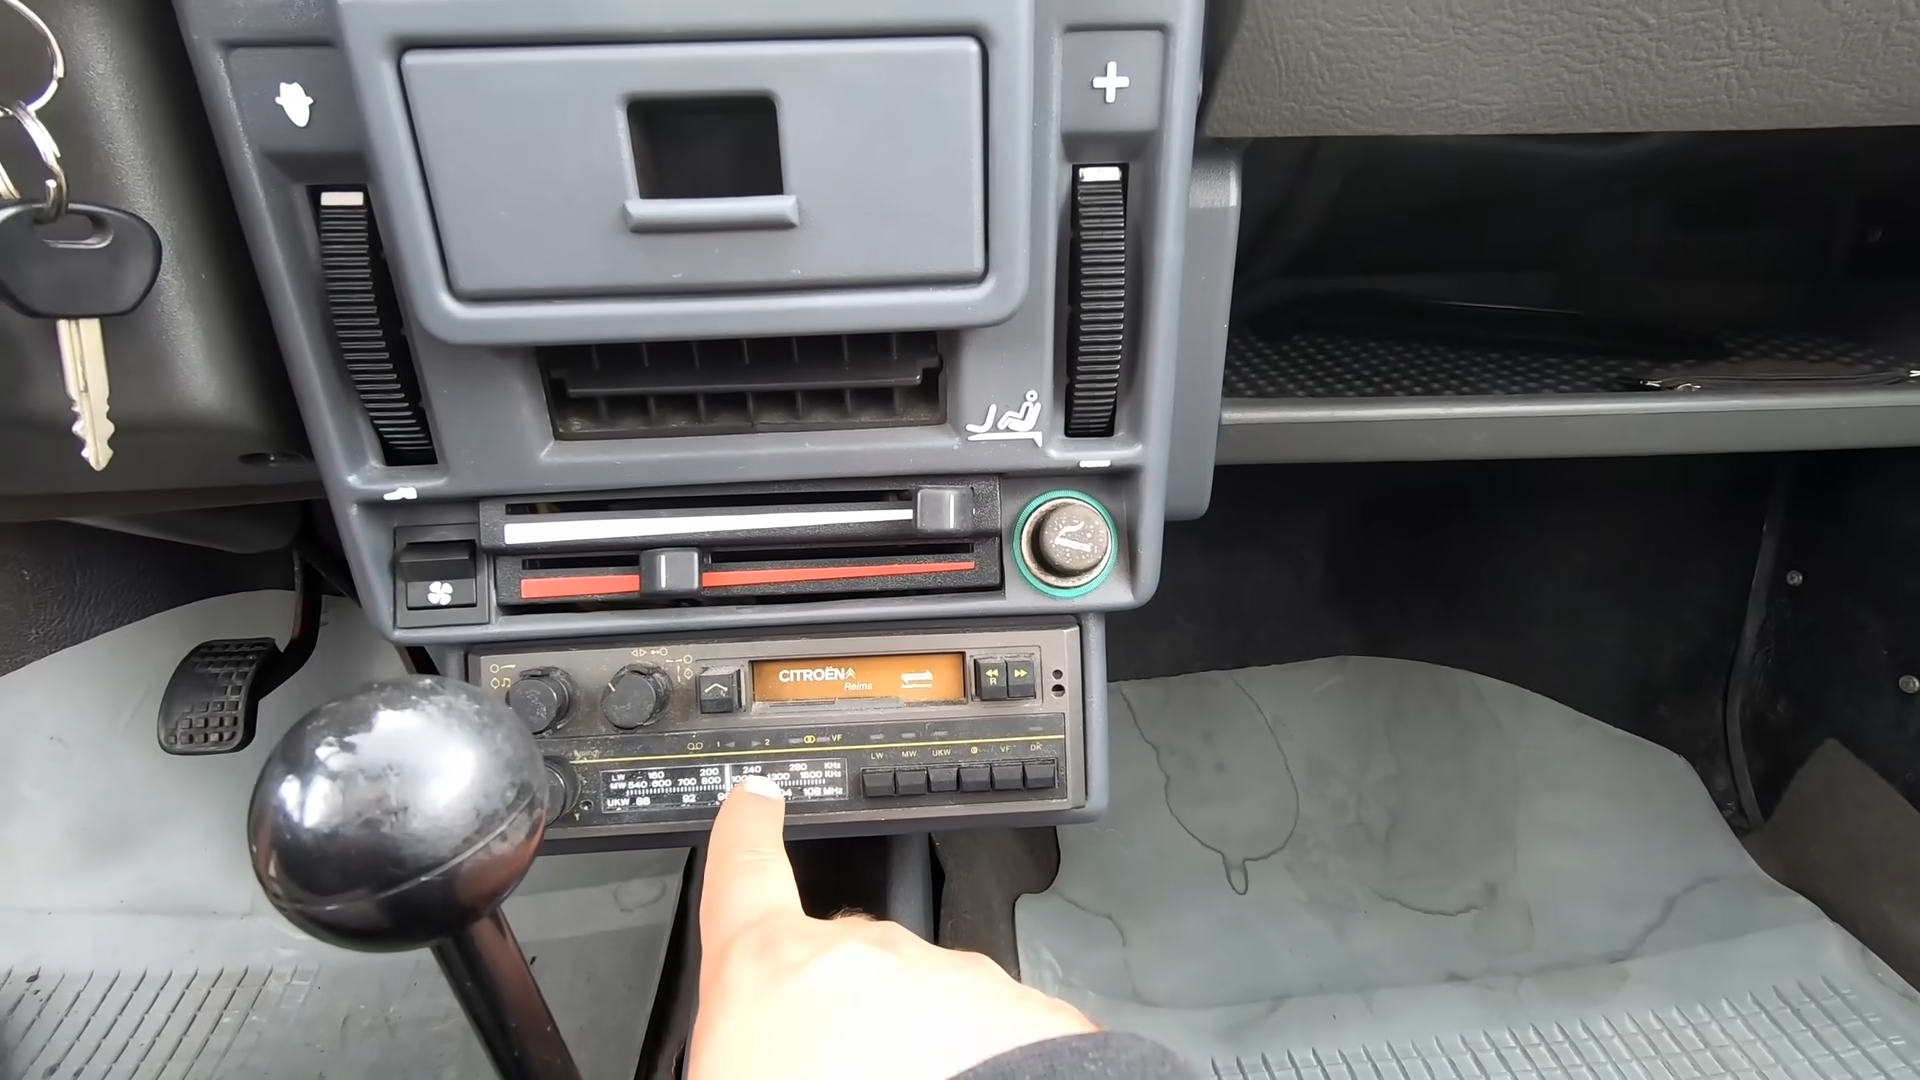 CITROËN
Reims
AutoReverse
R
1 2 VF
LW MW UKW VF DK
LW 160 200 240 280 KHz
MW 540 600 700 800 1000 1300 1600 KHz
UKW 88 92 108 MHz